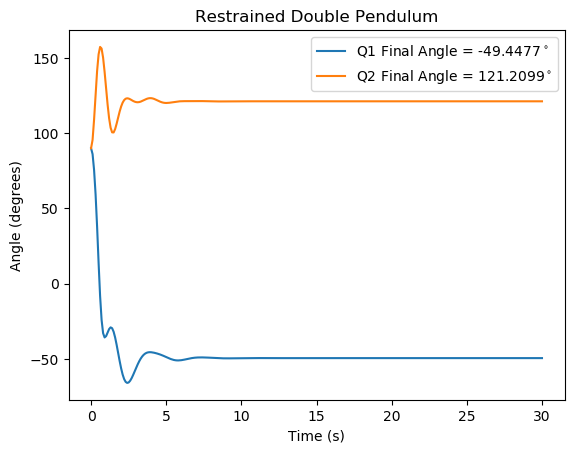 Restrained Double Pendulum
Q1 Final Angle = -49.4477°
Q2 Final Angle = 121.2099°
Angle (degrees)
150
100
50
0
−50
0 5 10 15 20 25 30
Time (s)